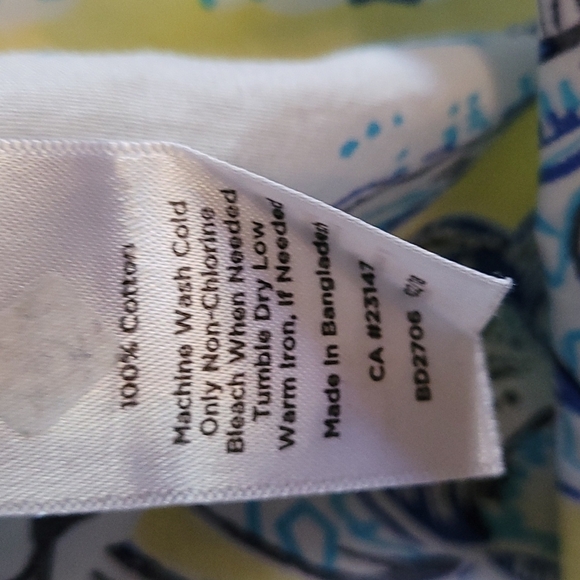 100% Cotton
Machine Wash Cold
Only Non-Chlorine
Bleach When Needed
Tumble Dry Low
Warm Iron, If Needed
Made In Bangladesh
CA #23147
BD2706